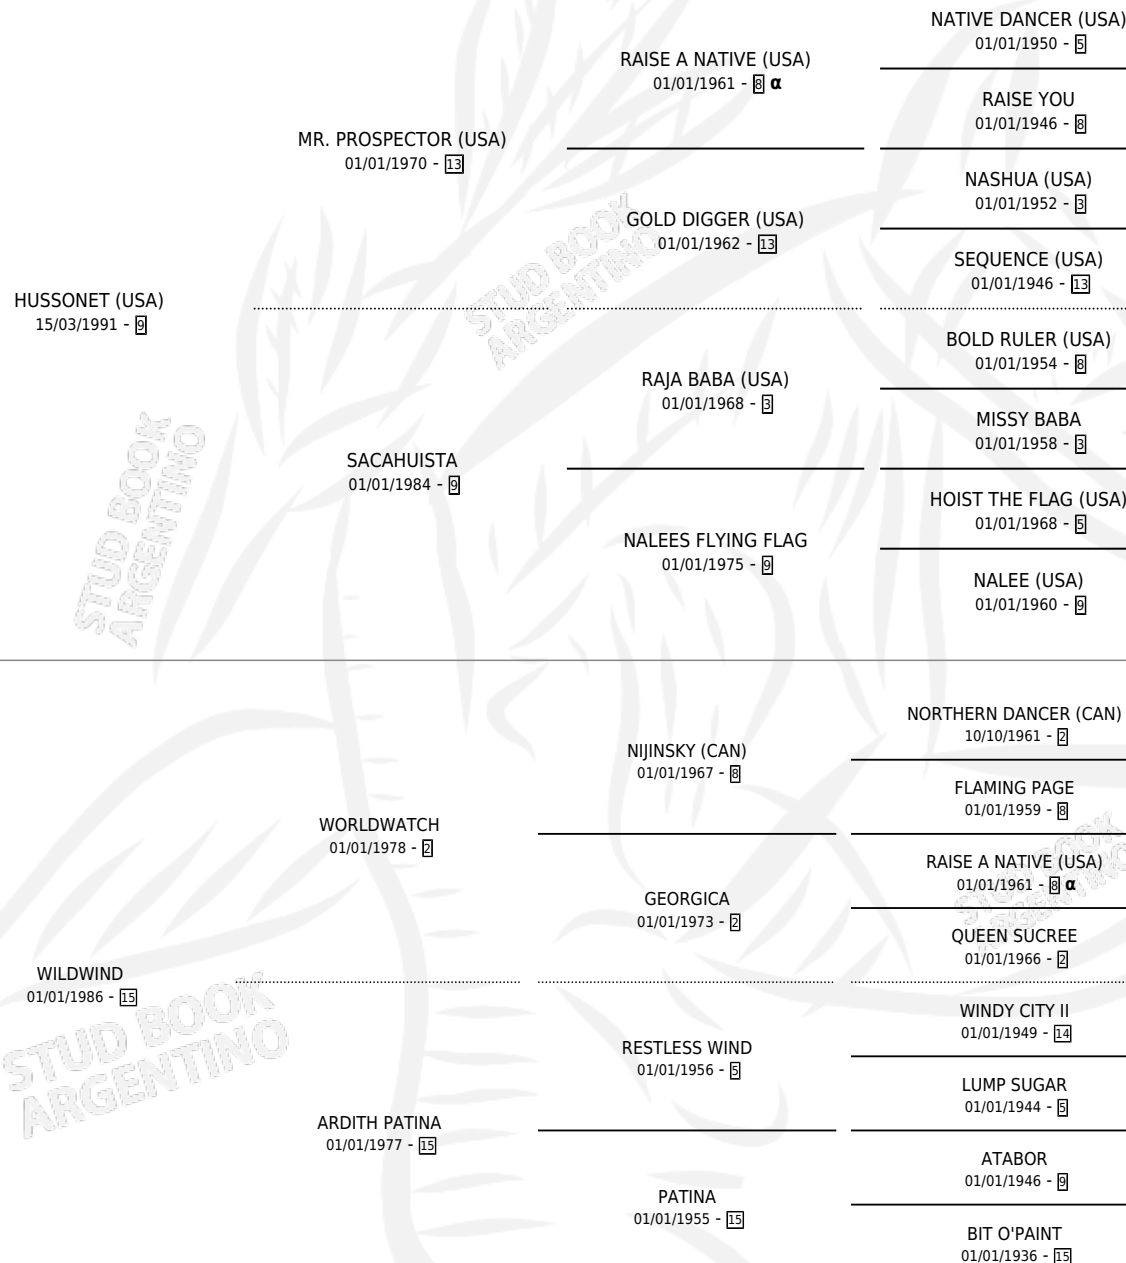 NATIVE DANCER (USA)
01/01/1950 - 5
RAISE A NATIVE (USA)
01/01/1961 - 8 α
RAISE YOU
01/01/1946 - 8
MR. PROSPECTOR (USA)
01/01/1970 - 13
NASHUA (USA)
01/01/1952 - 3
GOLD DIGGER (USA)
01/01/1962 - 13
SEQUENCE (USA)
01/01/1946 - 13
HUSSONET (USA)
15/03/1991 - 9
BOLD RULER (USA)
01/01/1954 - 8
RAJA BABA (USA)
01/01/1968 - 3
MISSY BABA
01/01/1958 - 3
SACAHUISTA
01/01/1984 - 9
HOIST THE FLAG (USA)
01/01/1968 - 5
NALEES FLYING FLAG
01/01/1975 - 9
NALEE (USA)
01/01/1960 - 9
NORTHERN DANCER (CAN)
10/10/1961 - 2
NIJINSKY (CAN)
01/01/1967 - 8
FLAMING PAGE
01/01/1959 - 8
WORLDWATCH
01/01/1978 - 2
RAISE A NATIVE (USA)
01/01/1961 - 8 α
GEORGICA
01/01/1973 - 2
QUEEN SUCREE
01/01/1966 - 2
WILDWIND
01/01/1986 - 15
WINDY CITY II
01/01/1949 - 14
RESTLESS WIND
01/01/1956 - 5
LUMP SUGAR
01/01/1944 - 5
ARDITH PATINA
01/01/1977 - 15
ATABOR
01/01/1946 - 9
PATINA
01/01/1955 - 15
BIT O'PAINT
01/01/1936 - 15
STUD BOOK
ARGENTINO
STUD BOOK
ARGENTINO
STUD BOOK
ARGENTINO
STUD BOOK
ARGENTINO